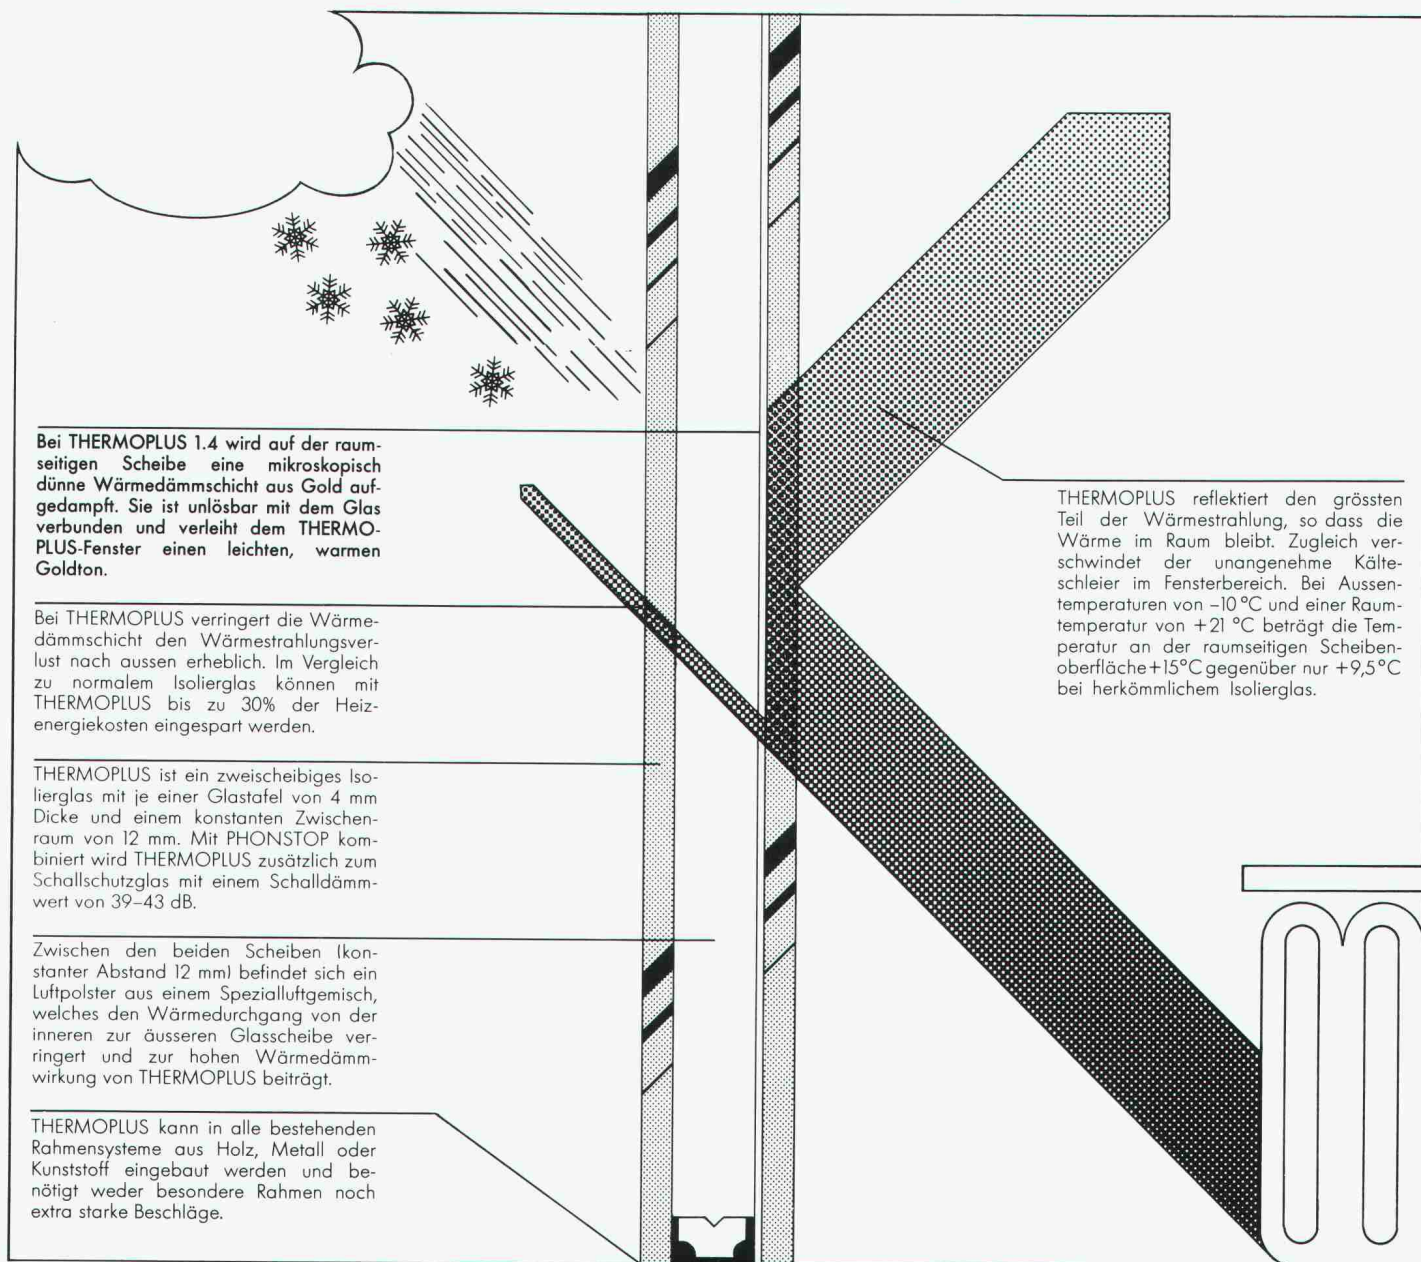 Bei THERMOPLUS 1.4 wird auf der raum-
seitigen Scheibe eine mikroskopisch
dünne Wärmedämmschicht aus Gold auf-
gedampft. Sie ist unlösbar mit dem Glas
verbunden und verleiht dem THERMO-
PLUS-Fenster einen leichten, warmen
Goldton.
Bei THERMOPLUS verringert die Wärme-
dämmschicht den Wärmestrahlungsver-
lust nach aussen erheblich. Im Vergleich
zu normalem Isolierglas können mit
THERMOPLUS bis zu 30% der Heiz-
energiekosten eingespart werden.
THERMOPLUS ist ein zweischeibiges Iso-
lierglas mit je einer Glastafel von 4 mm
Dicke und einem konstanten Zwischen-
raum von 12 mm. Mit PHONSTOP kom-
biniert wird THERMOPLUS zusätzlich zum
Schallschutzglas mit einem Schalldämm-
wert von 39–43 dB.
Zwischen den beiden Scheiben (kon-
stanter Abstand 12 mm) befindet sich ein
Luftpolster aus einem Spezialluftgemisch,
welches den Wärmedurchgang von der
inneren zur äusseren Glasscheibe ver-
ringert und zur hohen Wärmedämm-
wirkung von THERMOPLUS beiträgt.
THERMOPLUS kann in alle bestehenden
Rahmensysteme aus Holz, Metall oder
Kunststoff eingebaut werden und be-
nötigt weder besondere Rahmen noch
extra starke Beschläge.
THERMOPLUS reflektiert den grössten
Teil der Wärmestrahlung, so dass die
Wärme im Raum bleibt. Zugleich ver-
schwindet der unangenehme Kälte-
schleier im Fensterbereich. Bei Aussen-
temperaturen von –10 °C und einer Raum-
temperatur von +21 °C beträgt die Tem-
peratur an der raumseitigen Scheiben-
oberfläche +15°C gegenüber nur +9,5°C
bei herkömmlichem Isolierglas.